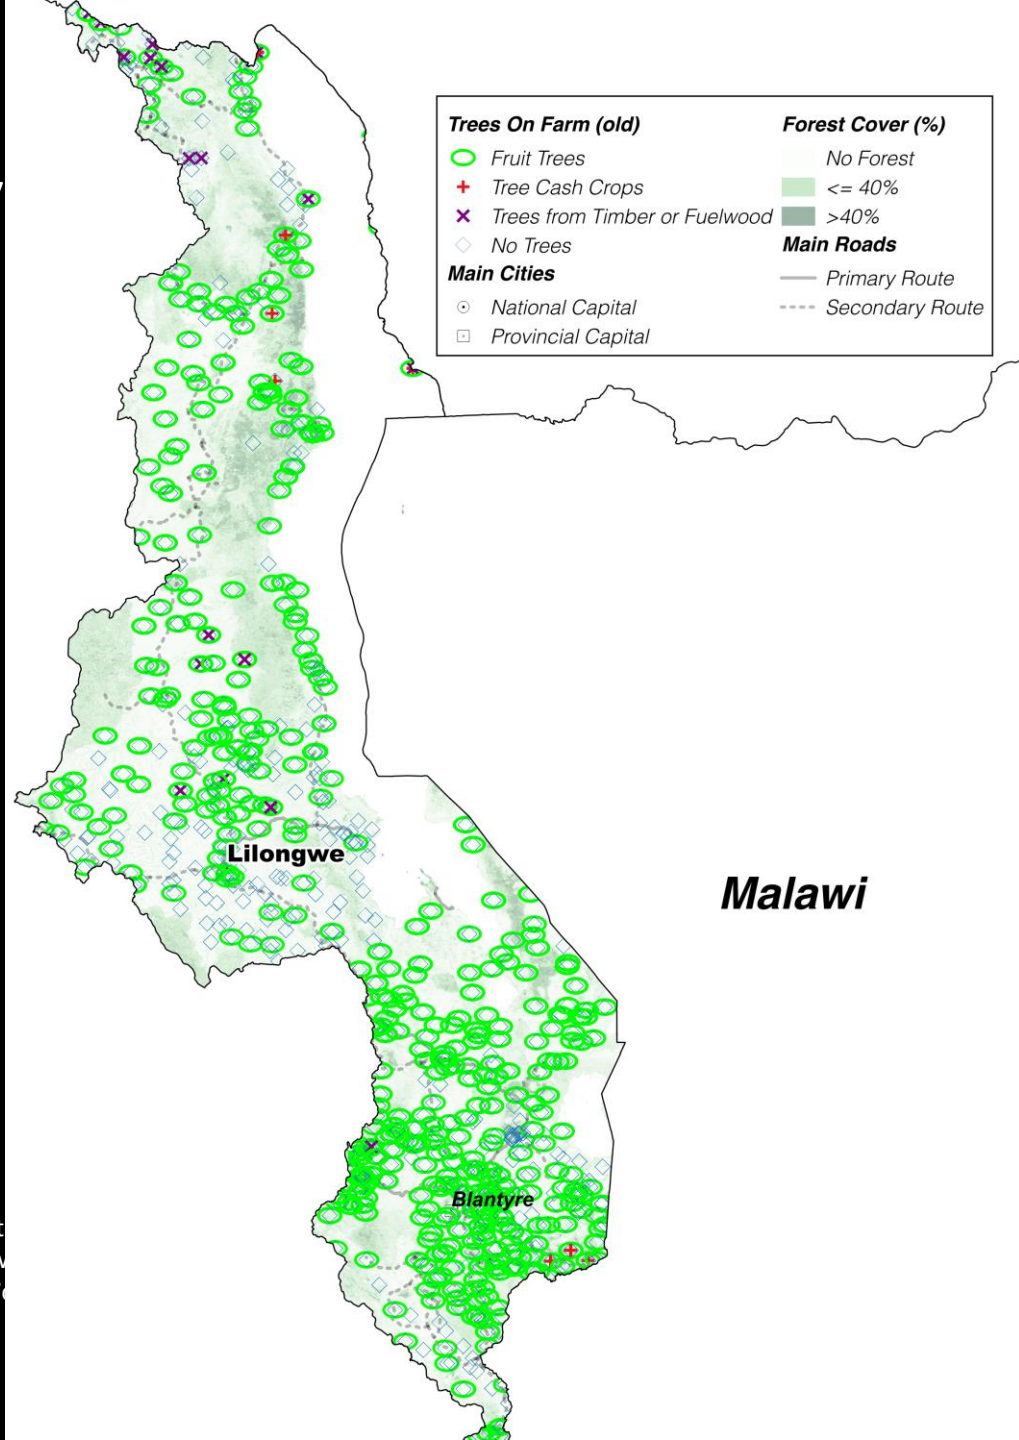 Trees On Farm (old)
Fruit Trees
Tree Cash Crops
Trees from Timber or Fuelwood
No Trees
Main Cities
National Capital
Provincial Capital
Forest Cover (%)
No Forest
<= 40%
>40%
Main Roads
Primary Route
Secondary Route
Lilongwe
Malawi
Blantyre